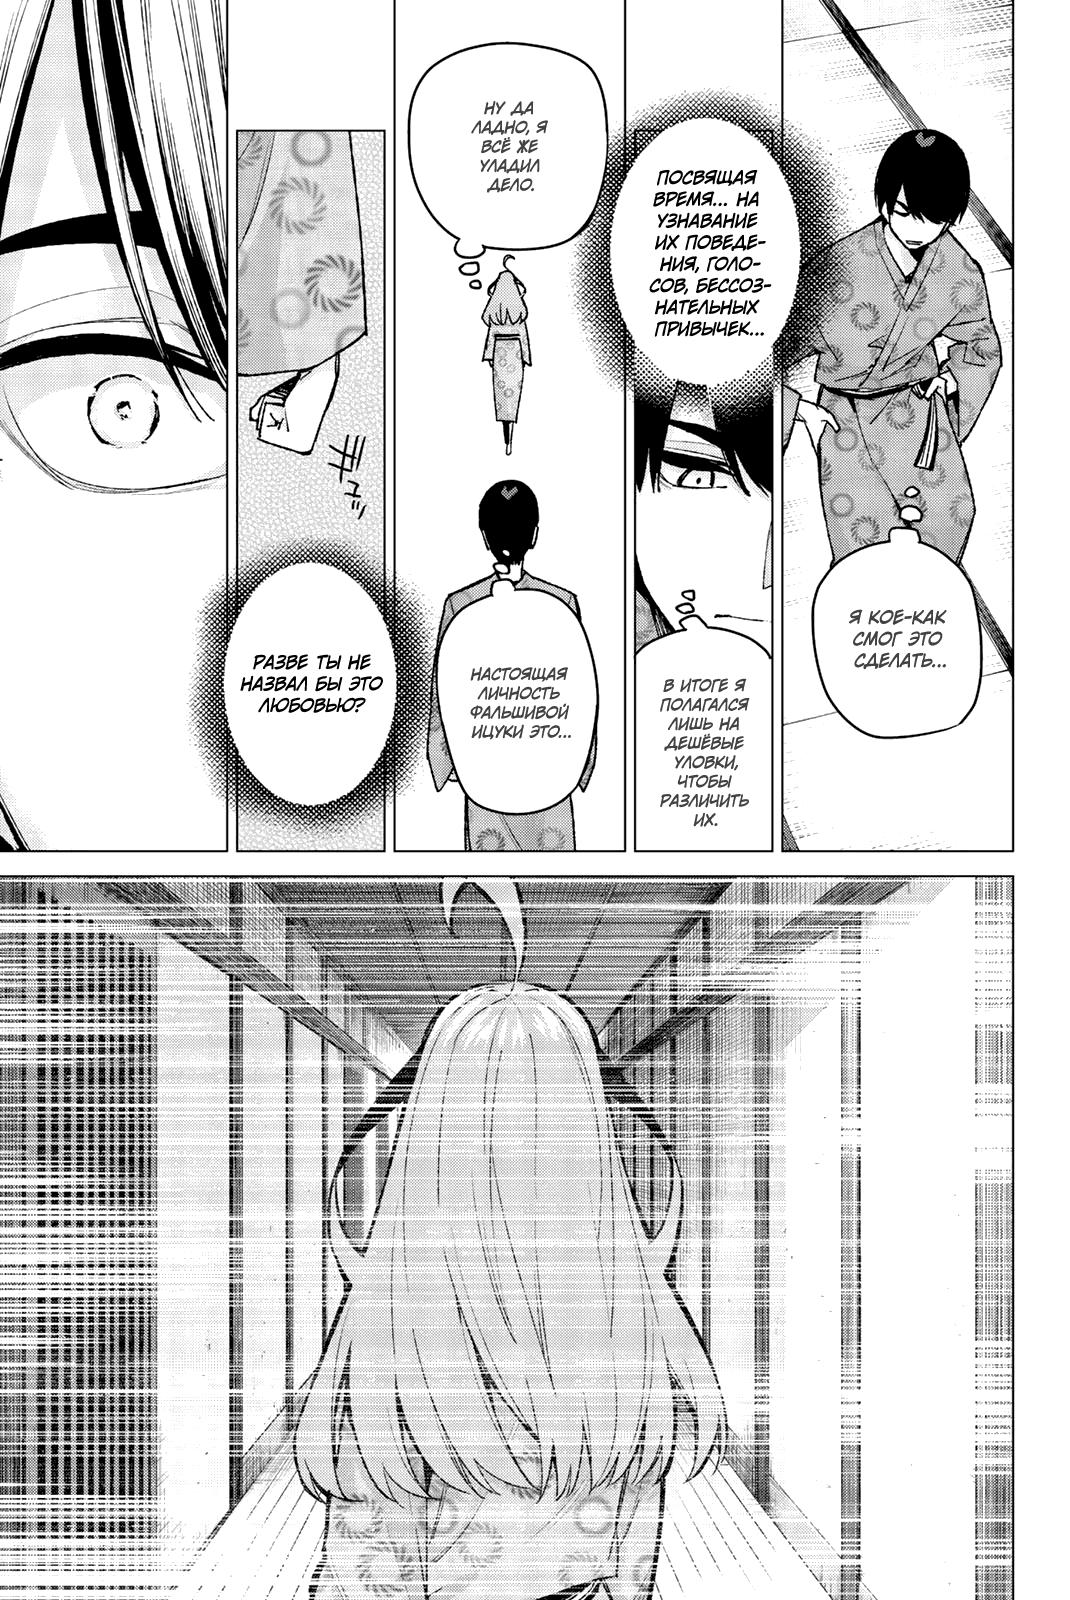 Я КОЕ-КАК
СМОГ ЭТО
СДЕЛАТЬ...
ПОСВЯЩАЯ
ВРЕМЯ... НА
УЗНАВАНИЕ
ИХ ПОВЕДЕ-
НИЯ, ГОЛО-
СОВ, БЕССОЗ-
НАТЕЛЬНЫХ
ПРИВЫЧЕК...
В ИТОГЕ Я
ПОЛАГАЛСЯ
ЛИШЬ НА
ДЕШЁВЫЕ
УЛОВКИ,
ЧТОБЫ
РАЗЛИЧИТЬ
ИХ.
НУ ДА
ЛАДНО, Я
ВСЁ ЖЕ
УЛАДИЛ
ДЕЛО.
НАСТОЯЩАЯ
ЛИЧНОСТЬ
ФАЛЬШИВОЙ
ИЦУКИ ЭТО...
РАЗВЕ ТЫ НЕ
НАЗВАЛ БЫ ЭТО
ЛЮБОВЬЮ?